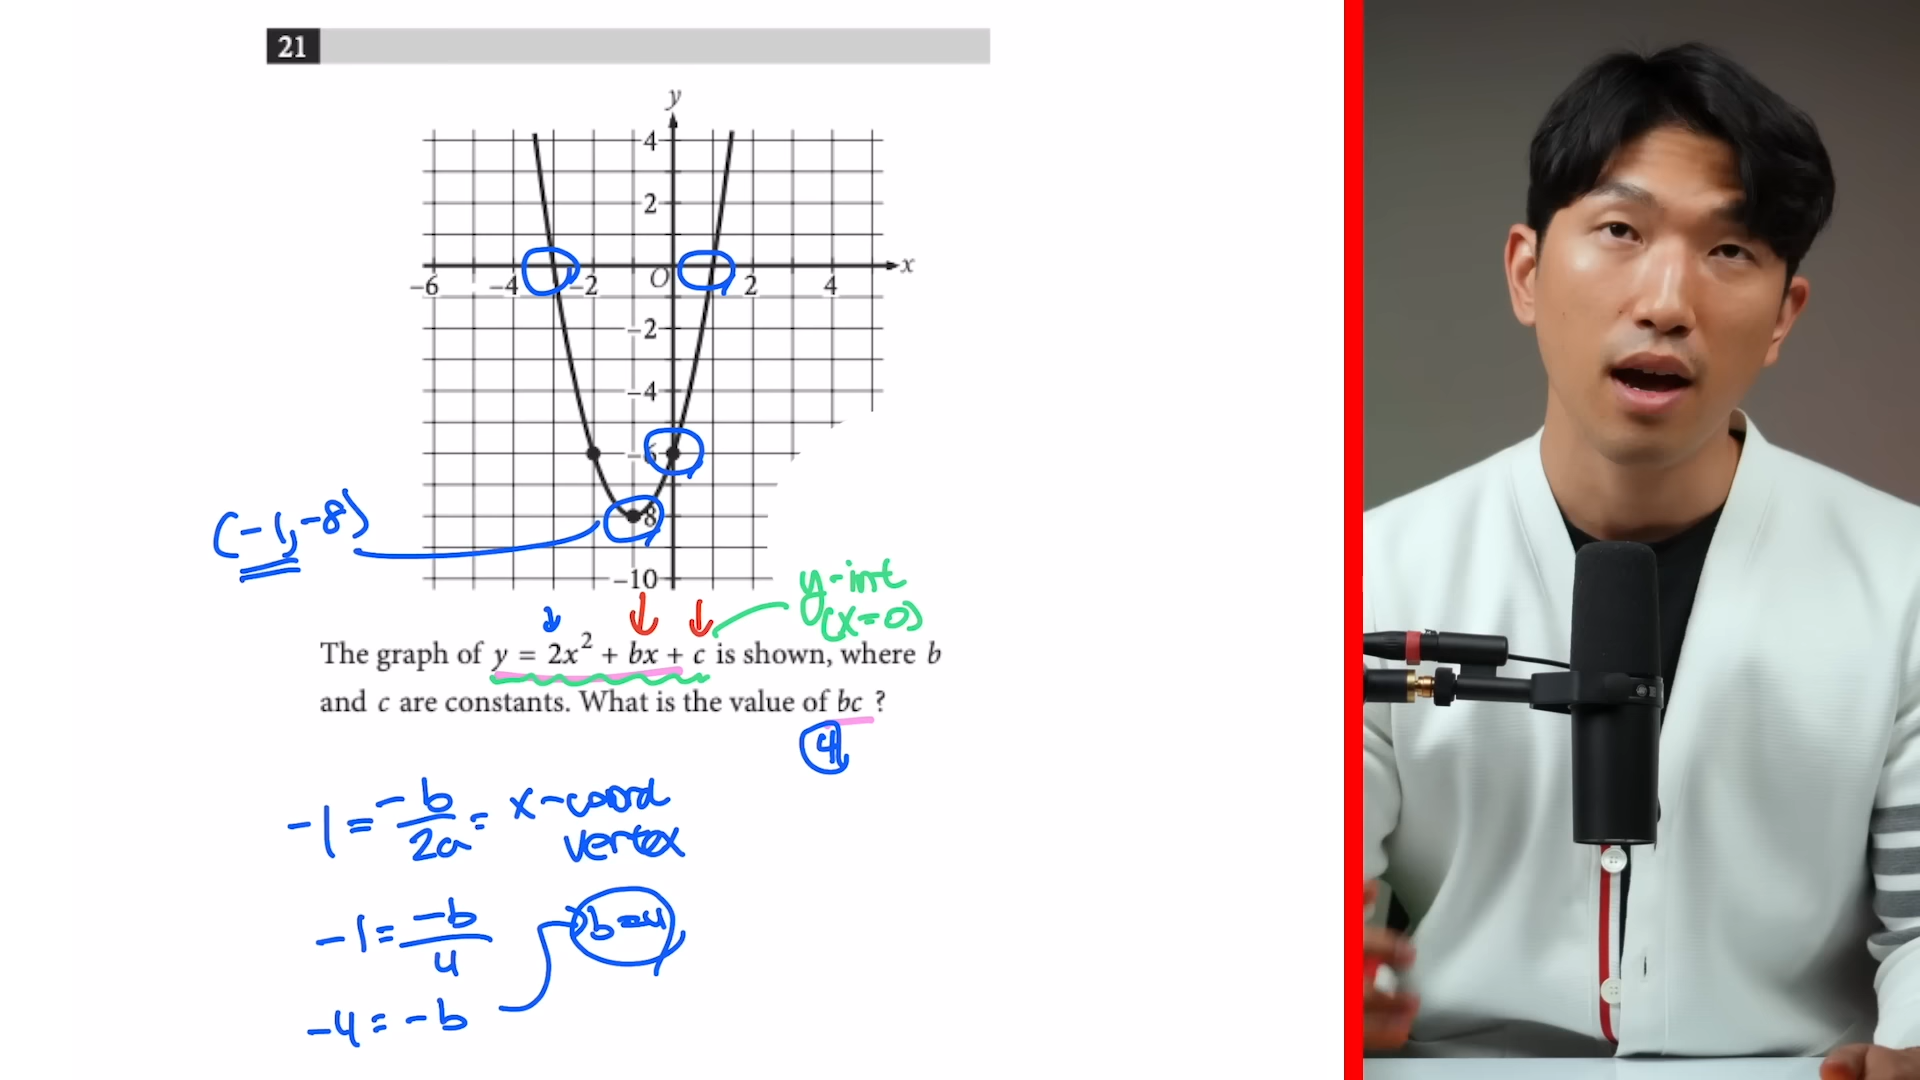 21
y
4
2
x
O
-6
-4
-2
2
4
-2
-4
-6
-8
(-1,-8)
-10
y-int
(x=0)
The graph of y = 2x² + bx + c is shown, where b
and c are constants. What is the value of bc ?
4
-1 = -b/2a = x-coord
vertex
-1 = -b/4
b=4
-4 = -b